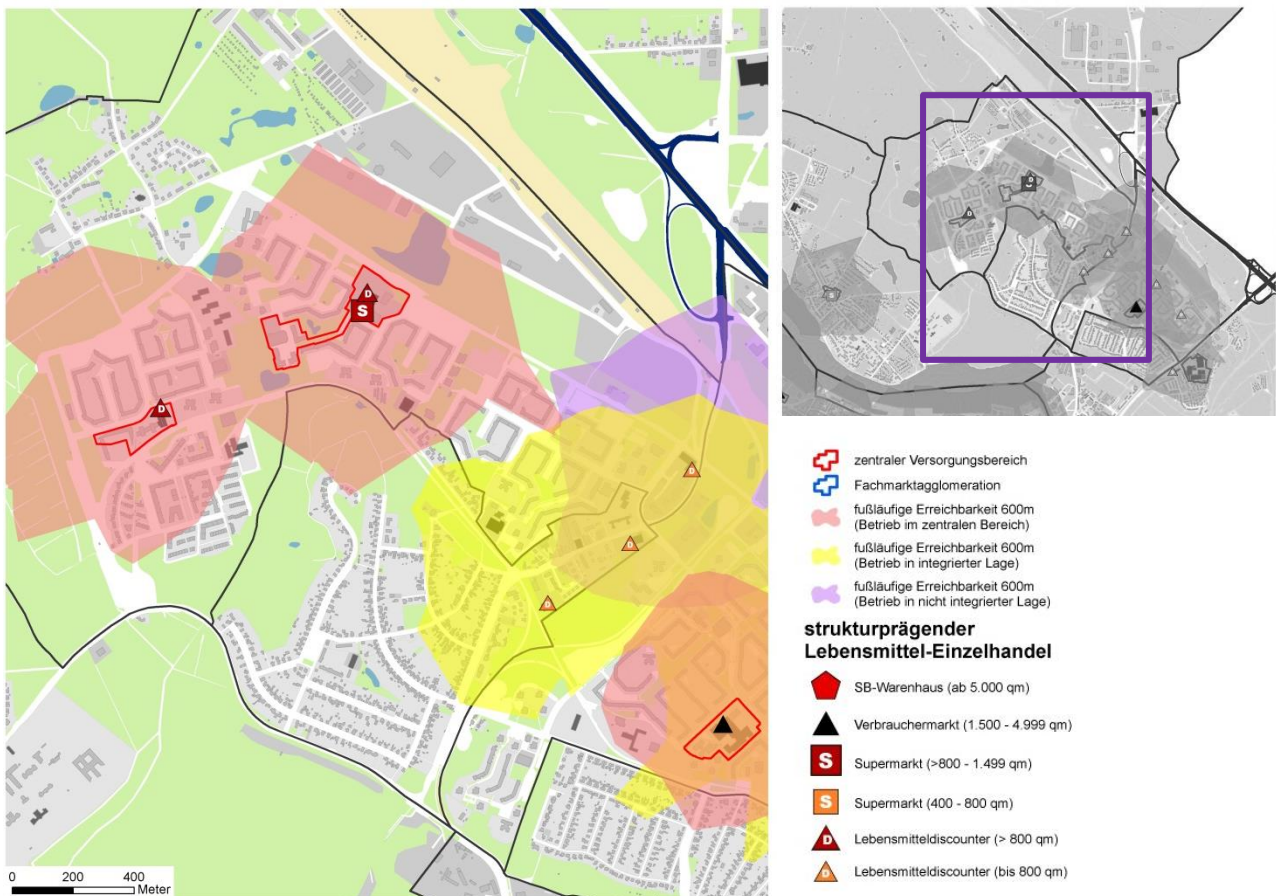 D
S
D
D
D
D
0 200 400
Meter
zentraler Versorgungsbereich
Fachmarktagglomeration
fußläufige Erreichbarkeit 600m
(Betrieb im zentralen Bereich)
fußläufige Erreichbarkeit 600m
(Betrieb in integrierter Lage)
fußläufige Erreichbarkeit 600m
(Betrieb in nicht integrierter Lage)
strukturprägender
Lebensmittel-Einzelhandel
SB-Warenhaus (ab 5.000 qm)
Verbrauchermarkt (1.500 - 4.999 qm)
S Supermarkt (>800 - 1.499 qm)
S Supermarkt (400 - 800 qm)
D Lebensmitteldiscounter (> 800 qm)
D Lebensmitteldiscounter (bis 800 qm)